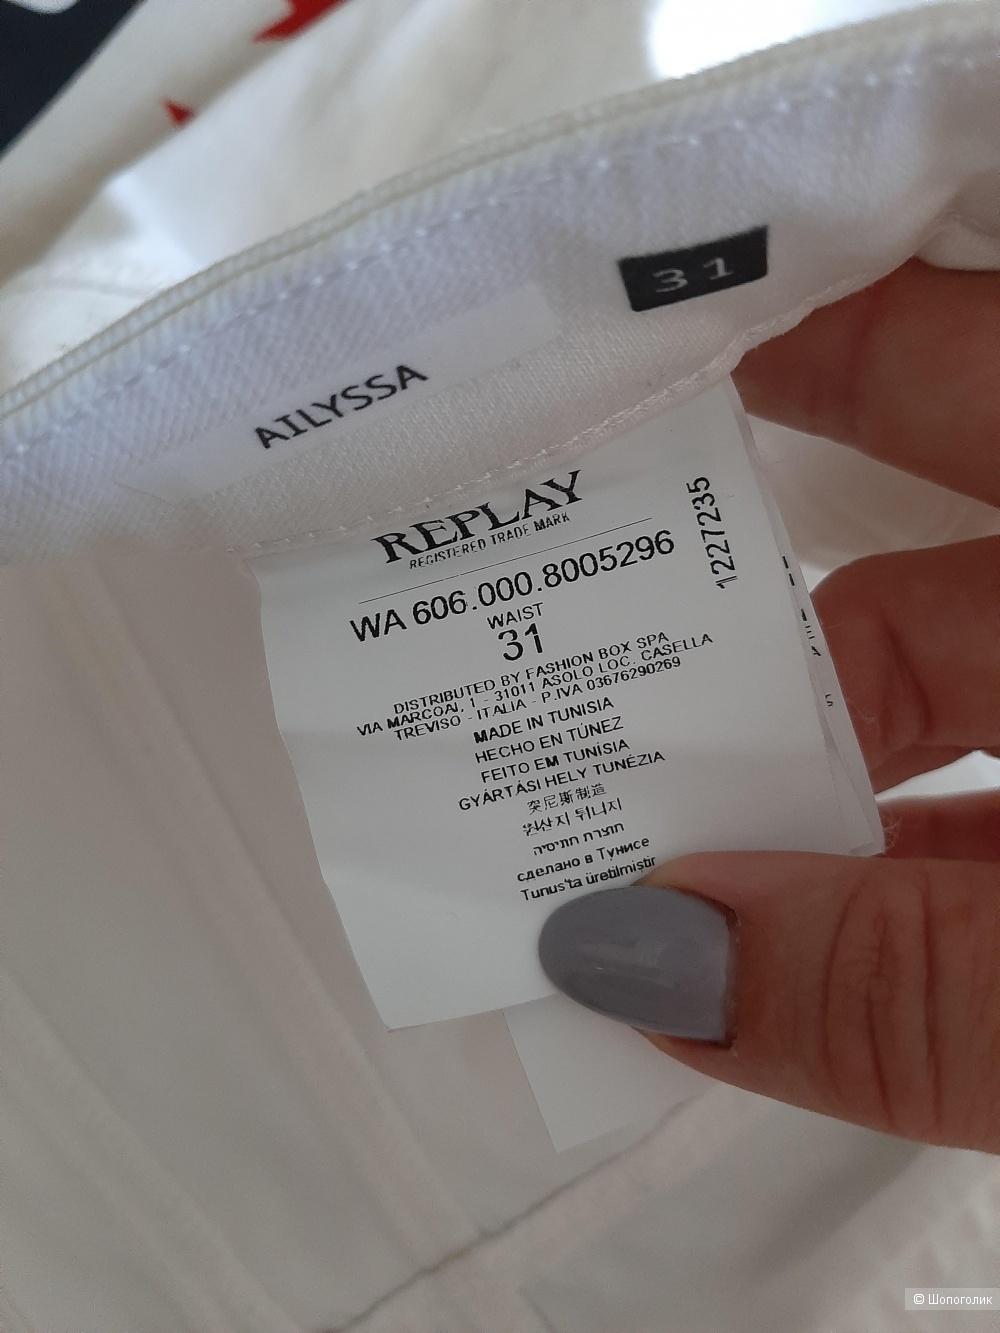 31
AILYSSA
REPLAY
REGISTERED TRADE MARK
WA 606.000.8005296
1227235
WAIST
31
DISTRIBUTED BY FASHION BOX SPA
VIA MARCOAI, 1 - 31011 ASOLO LOC. CASELLA
TREVISO - ITALIA - P.IVA 03676290269
MADE IN TUNISIA
HECHO EN TÚNEZ
FEITO EM TUNÍSIA
GYÁRTÁSI HELY TUNÉZIA
突尼斯制造
원산지 튀니지
תוצרת תוניסיה
сделано в Тунисе
Tunus'ta üretilmiştir
© Шопоголик